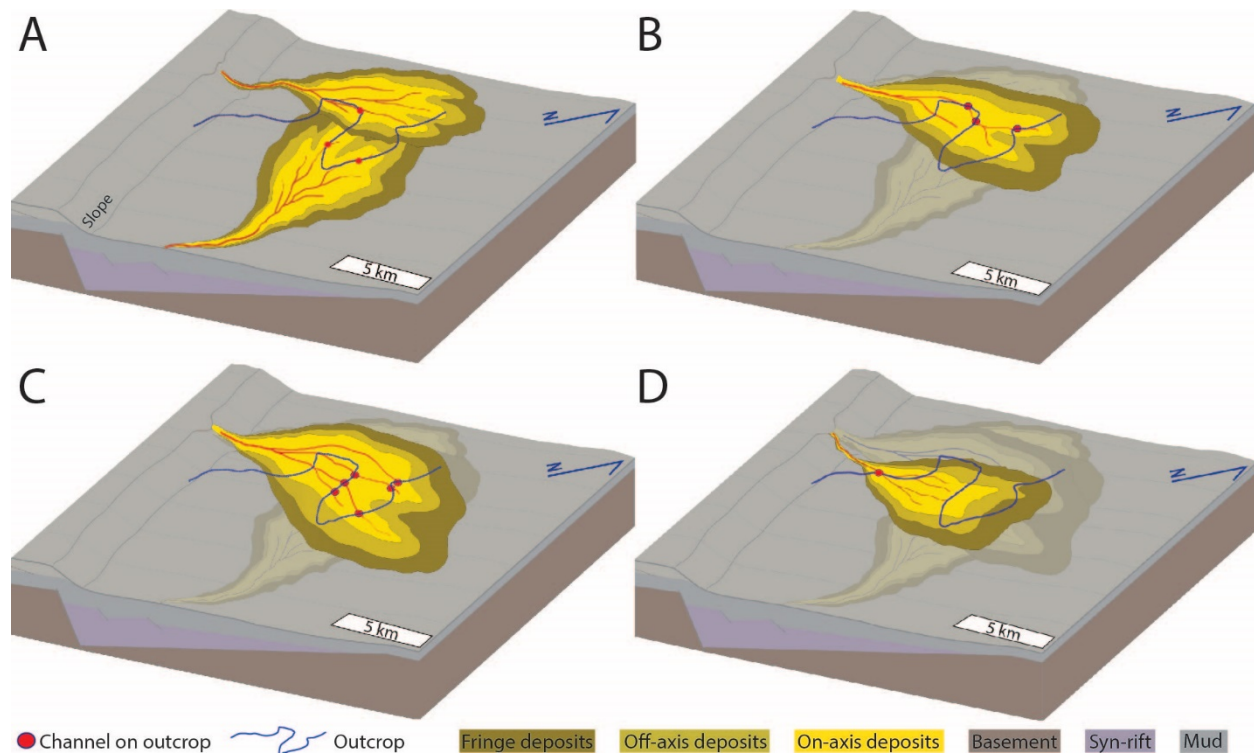 A
B
N
N
Slope
5 km
5 km
C
D
N
N
5 km
5 km
Channel on outcrop
Outcrop
Fringe deposits
Off-axis deposits
On-axis deposits
Basement
Syn-rift
Mud